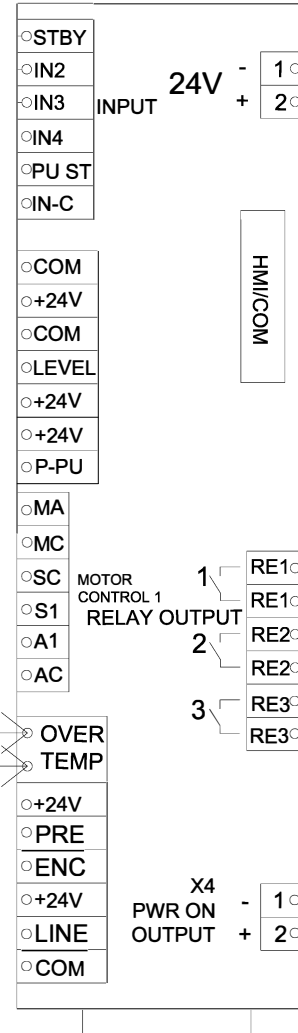 STBY
IN2
IN3
IN4
PU ST
IN-C
INPUT
24V
- 1
+ 2
HMI/COM
COM
+24V
COM
LEVEL
+24V
+24V
P-PU
MA
MC
SC
S1
A1
AC
MOTOR
CONTROL 1
RELAY OUTPUT
1
2
3
RE1
RE1
RE2
RE2
RE3
RE3
OVER
TEMP
+24V
PRE
ENC
+24V
LINE
COM
X4
PWR ON
OUTPUT
- 1
+ 2